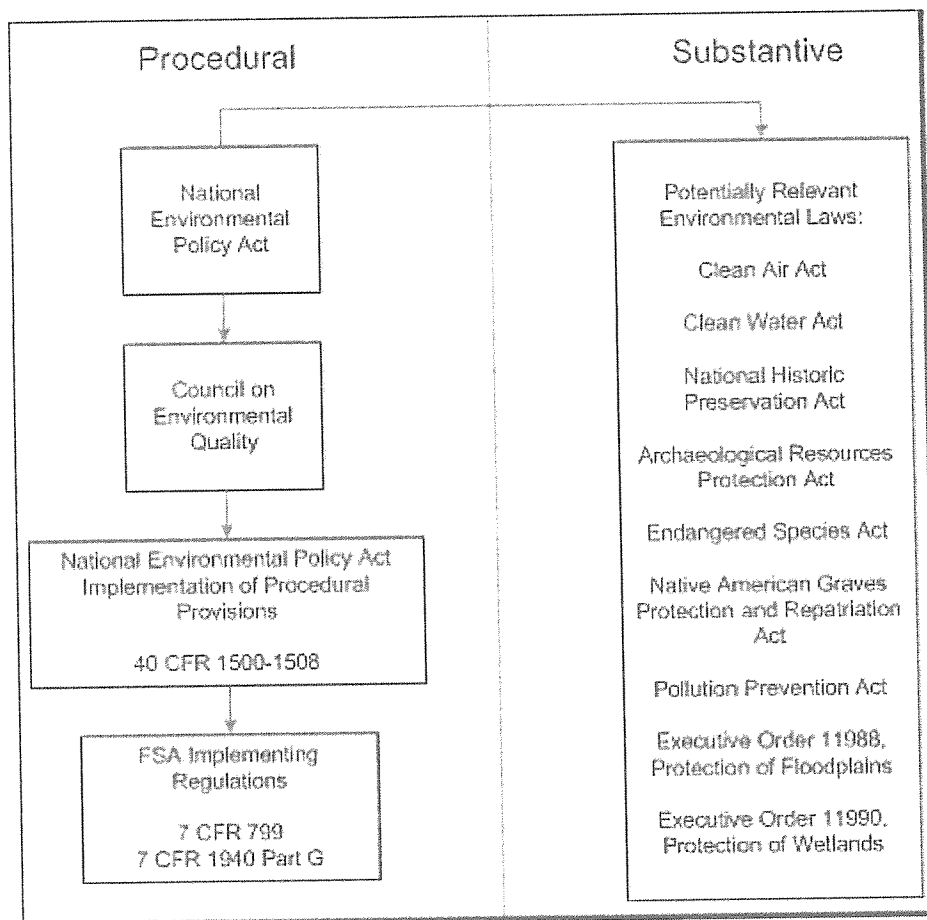 Procedural
National
Environmental
Policy Act
Council on
Environmental
Quality
National Environmental Policy Act
Implementation of Procedural
Provisions
40 CFR 1500-1508
FSA Implementing
Regulations
7 CFR 799
7 CFR 1940 Part G
Substantive
Potentially Relevant
Environmental Laws:
Clean Air Act
Clean Water Act
National Historic
Preservation Act
Archaeological Resources
Protection Act
Endangered Species Act
Native American Graves
Protection and Repatriation
Act
Pollution Prevention Act
Executive Order 11988,
Protection of Floodplains
Executive Order 11990,
Protection of Wetlands